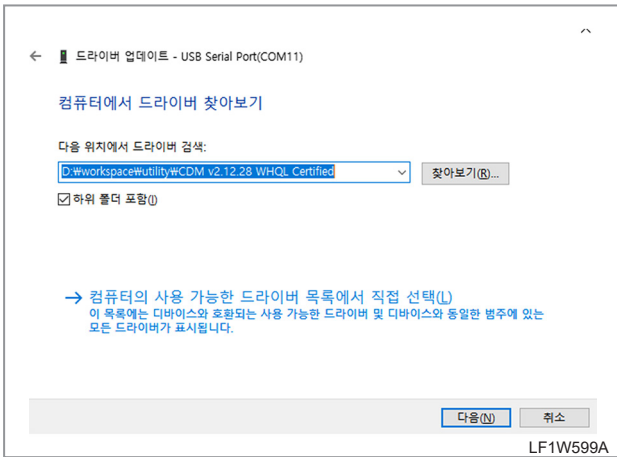 드라이버 업데이트 - USB Serial Port(COM11)
컴퓨터에서 드라이버 찾아보기
다음 위치에서 드라이버 검색:
D:₩workspace₩utility₩CDM v2.12.28 WHQL Certified
찾아보기(R)...
하위 폴더 포함(I)
컴퓨터의 사용 가능한 드라이버 목록에서 직접 선택(L)
이 목록에는 디바이스와 호환되는 사용 가능한 드라이버 및 디바이스와 동일한 범주에 있는
모든 드라이버가 표시됩니다.
다음(N) 취소
LF1W599A